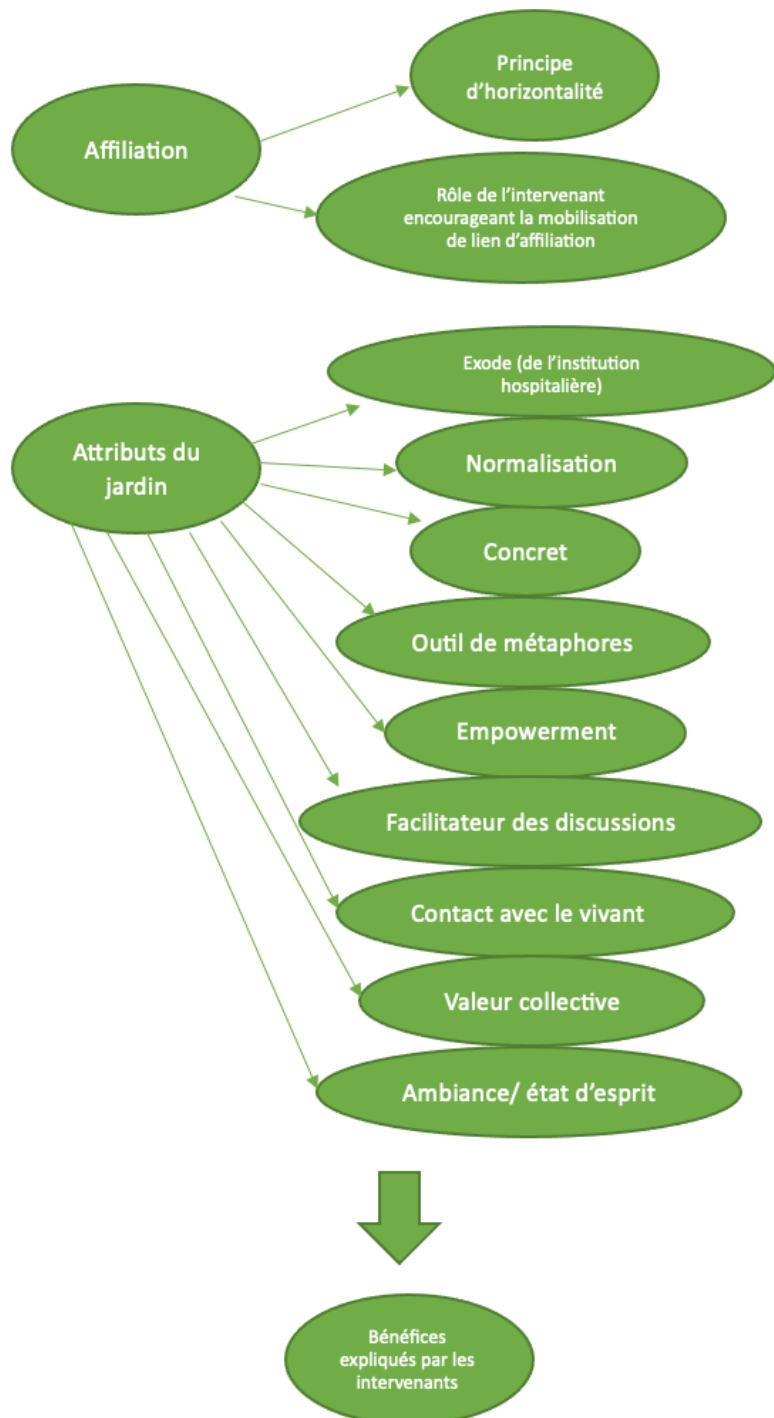 Principe
d’horizontalité
Affiliation
Rôle de l’intervenant
encourageant la mobilisation
de lien d’affiliation
Exode (de l’institution
hospitalière)
Attributs du
jardin
Normalisation
Concret
Outil de métaphores
Empowerment
Facilitateur des discussions
Contact avec le vivant
Valeur collective
Ambiance/ état d’esprit
Bénéfices
expliqués par les
intervenants